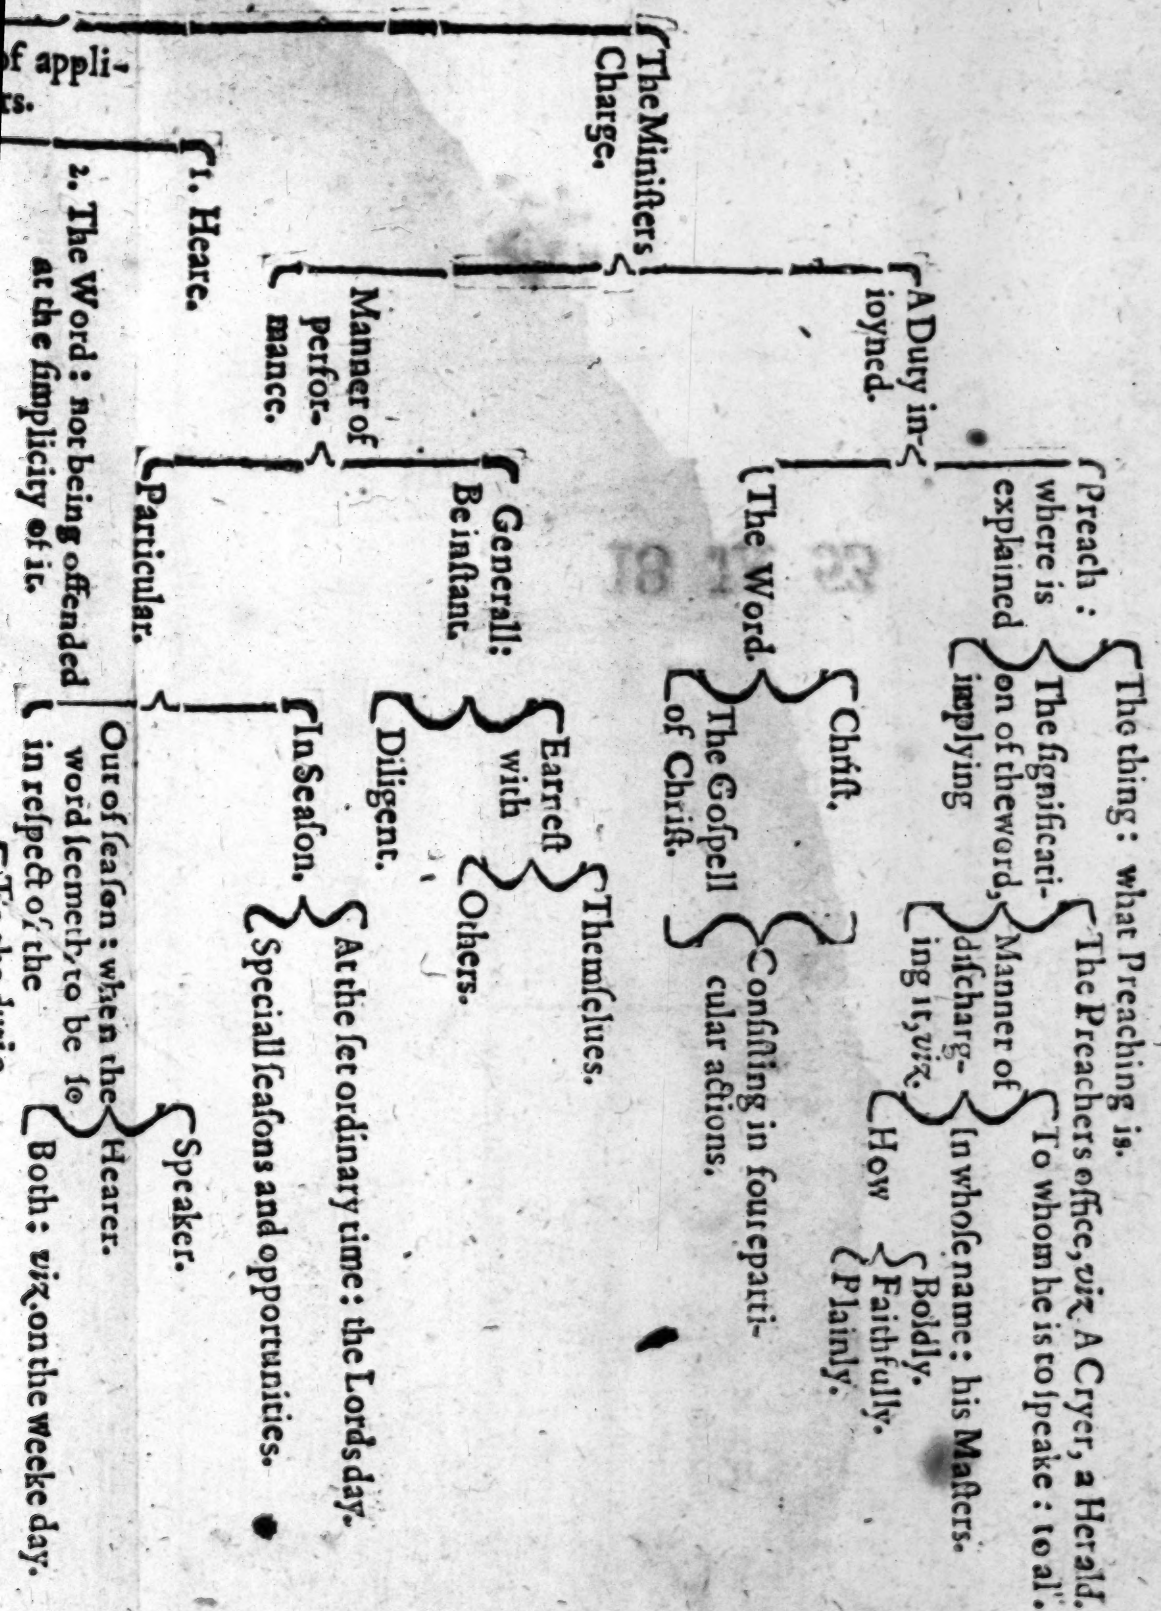 The Miniſters
Charge.
A Duty in-
ioyned.
Preach :
where is
explained
The thing : what Preaching is.
The ſignificati-
on of the word,
implying
The Preachers office, viz. A Cryer, a Herald.
Manner of
diſcharg-
ing it, viz.
To whom he is to ſpeake : to al
In whoſe name : his Maſters.
How
Boldly.
Faithfully.
Plainly.
The Word.
Chriſt.
The Goſpell
of Chriſt.
Conſiſting in foure parti-
cular actions.
Manner of
perfor-
mance.
Generall:
Be inſtant.
Earneſt
with
Themſelues.
Others.
Diligent.
Particular.
In Seaſon.
At the ſet ordinary time : the Lords day.
Speciall ſeaſons and opportunities.
Out of ſeaſon : when the
word ſeemeth, to be ſo
in reſpect of the
Speaker.
Hearer.
Both : viz. on the weeke day.
of appli-
rs.
1. Heare.
2. The Word : not being offended
at the ſimplicity of it.